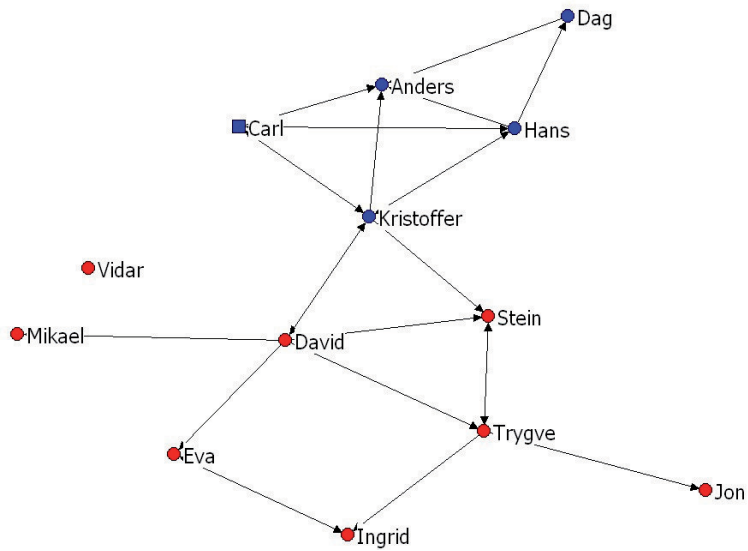 Dag
Anders
Carl
Hans
Kristoffer
Vidar
Stein
Mikael
David
Trygve
Eva
Jon
Ingrid